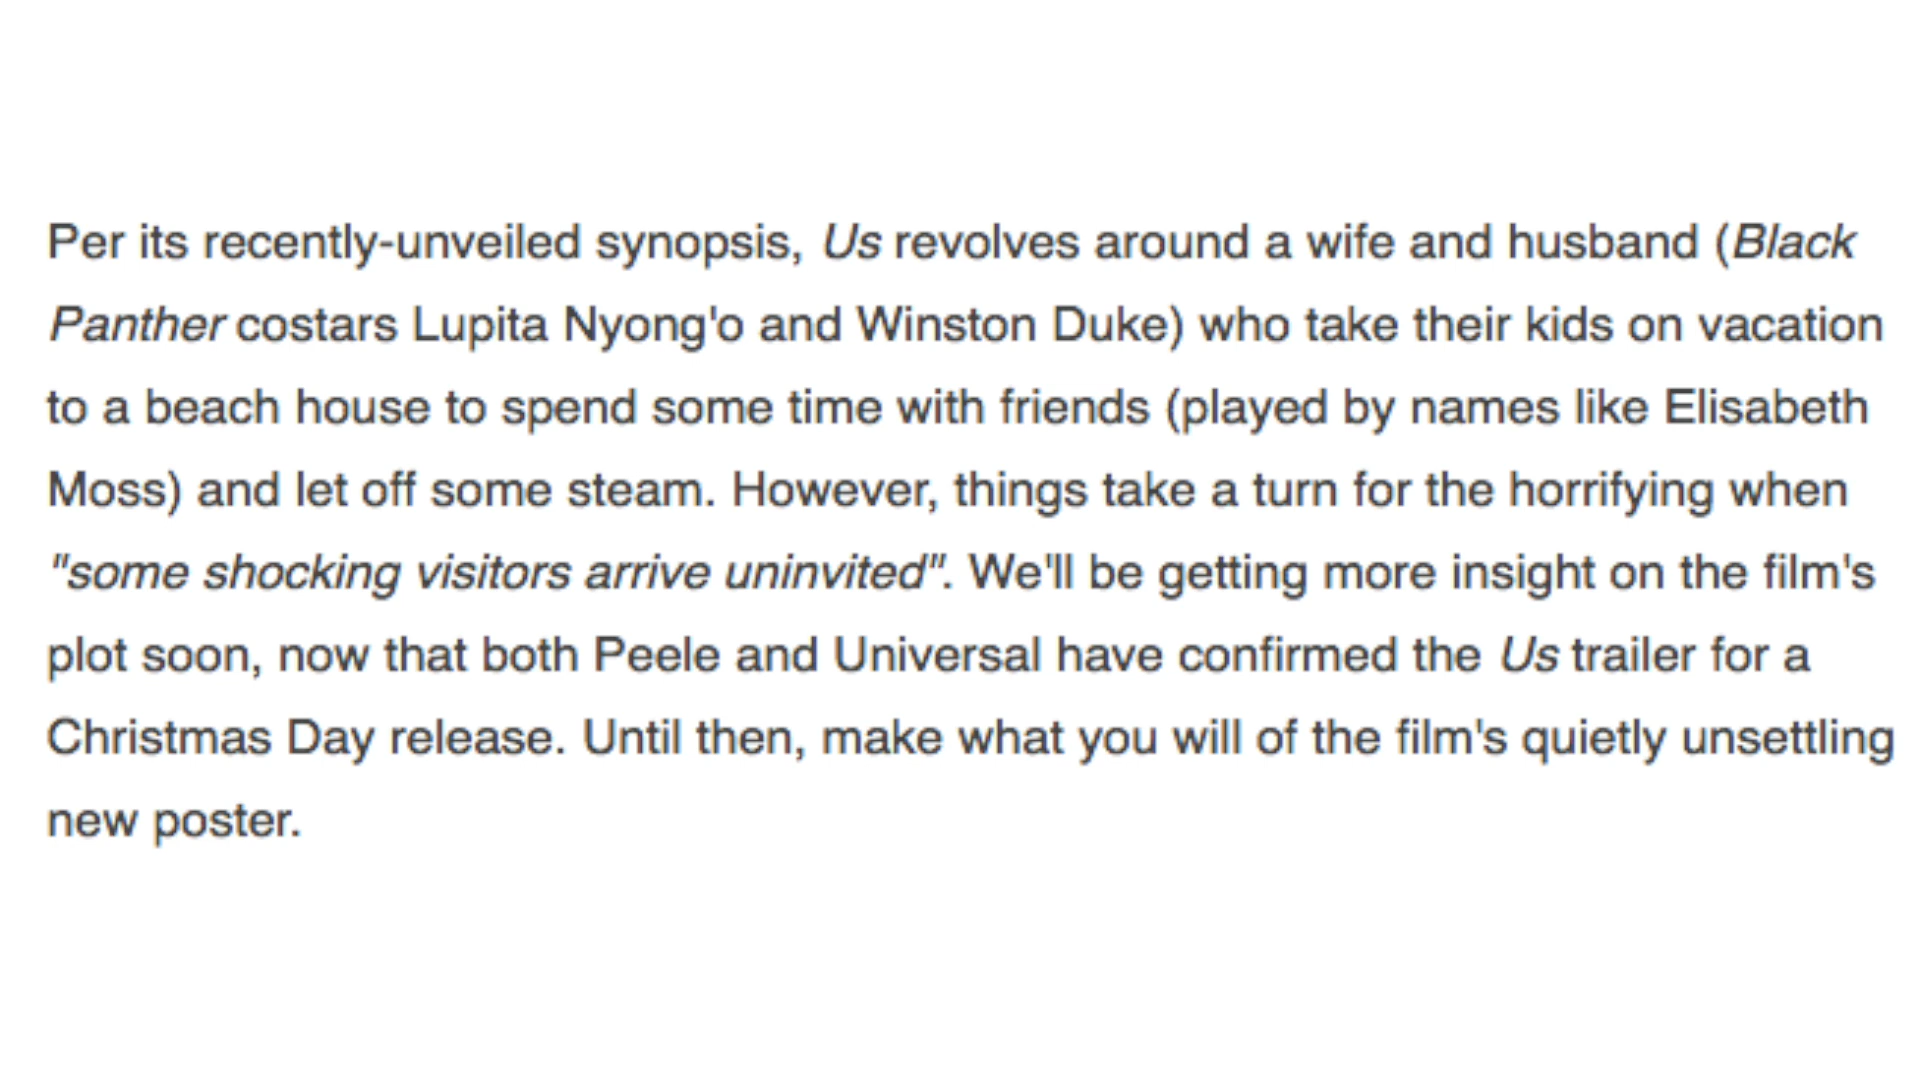 Per its recently-unveiled synopsis, Us revolves around a wife and husband (Black
Panther costars Lupita Nyong'o and Winston Duke) who take their kids on vacation
to a beach house to spend some time with friends (played by names like Elisabeth
Moss) and let off some steam. However, things take a turn for the horrifying when
"some shocking visitors arrive uninvited". We'll be getting more insight on the film's
plot soon, now that both Peele and Universal have confirmed the Us trailer for a
Christmas Day release. Until then, make what you will of the film's quietly unsettling
new poster.